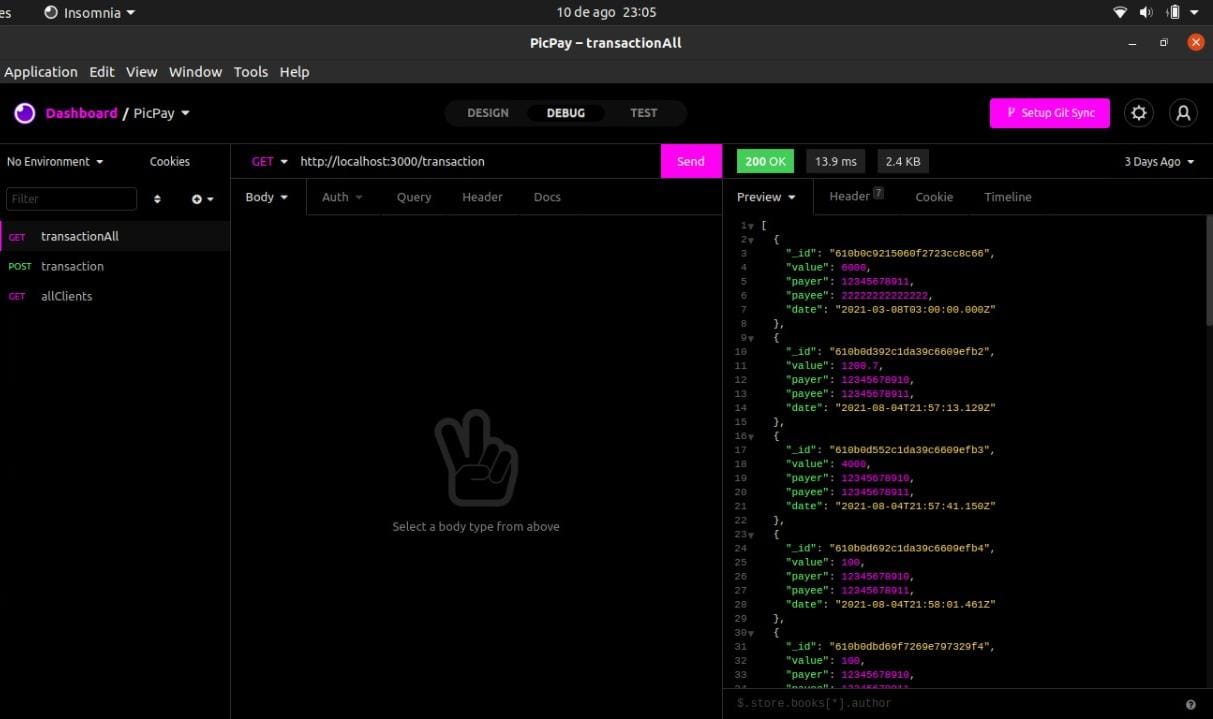 es Insomnia 10 de ago 23:05
PicPay – transactionAll
Application Edit View Window Tools Help
Dashboard / PicPay DESIGN DEBUG TEST Setup Git Sync
No Environment Cookies GET http://localhost:3000/transaction Send 200 OK 13.9 ms 2.4 KB 3 Days Ago
Filter Body Auth Query Header Docs Preview Header 7 Cookie Timeline
GET transactionAll
POST transaction
GET allClients
Select a body type from above
1 [
2 {
3 "_id": "610b0c9215060f2723cc8c66",
4 "value": 6000,
5 "payer": 12345678911,
6 "payee": 22222222222222,
7 "date": "2021-03-08T03:00:00.000Z"
8 },
9 {
10 "_id": "610b0d392c1da39c6609efb2",
11 "value": 1200.7,
12 "payer": 12345678910,
13 "payee": 12345678911,
14 "date": "2021-08-04T21:57:13.129Z"
15 },
16 {
17 "_id": "610b0d552c1da39c6609efb3",
18 "value": 4000,
19 "payer": 12345678910,
20 "payee": 12345678911,
21 "date": "2021-08-04T21:57:41.150Z"
22 },
23 {
24 "_id": "610b0d692c1da39c6609efb4",
25 "value": 100,
26 "payer": 12345678910,
27 "payee": 12345678911,
28 "date": "2021-08-04T21:58:01.461Z"
29 },
30 {
31 "_id": "610b0dbd69f7269e797329f4",
32 "value": 100,
33 "payer": 12345678910,
34 "payee": 12345678911,
$.store.books[*].author